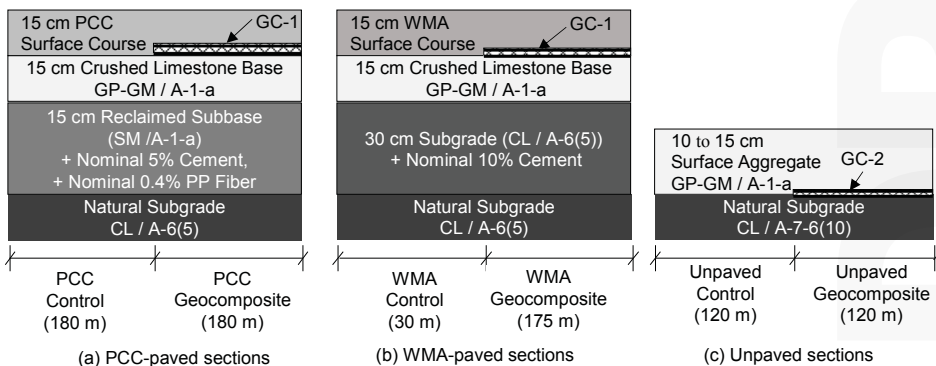 15 cm PCC
Surface Course
GC-1
15 cm Crushed Limestone Base
GP-GM / A-1-a
15 cm Reclaimed Subbase
(SM /A-1-a)
+ Nominal 5% Cement,
+ Nominal 0.4% PP Fiber
Natural Subgrade
CL / A-6(5)
PCC
Control
(180 m)
PCC
Geocomposite
(180 m)
(a) PCC-paved sections
15 cm WMA
Surface Course
GC-1
15 cm Crushed Limestone Base
GP-GM / A-1-a
30 cm Subgrade (CL / A-6(5))
+ Nominal 10% Cement
Natural Subgrade
CL / A-6(5)
WMA
Control
(30 m)
WMA
Geocomposite
(175 m)
(b) WMA-paved sections
10 to 15 cm
Surface Aggregate
GP-GM / A-1-a
GC-2
Natural Subgrade
CL / A-7-6(10)
Unpaved
Control
(120 m)
Unpaved
Geocomposite
(120 m)
(c) Unpaved sections